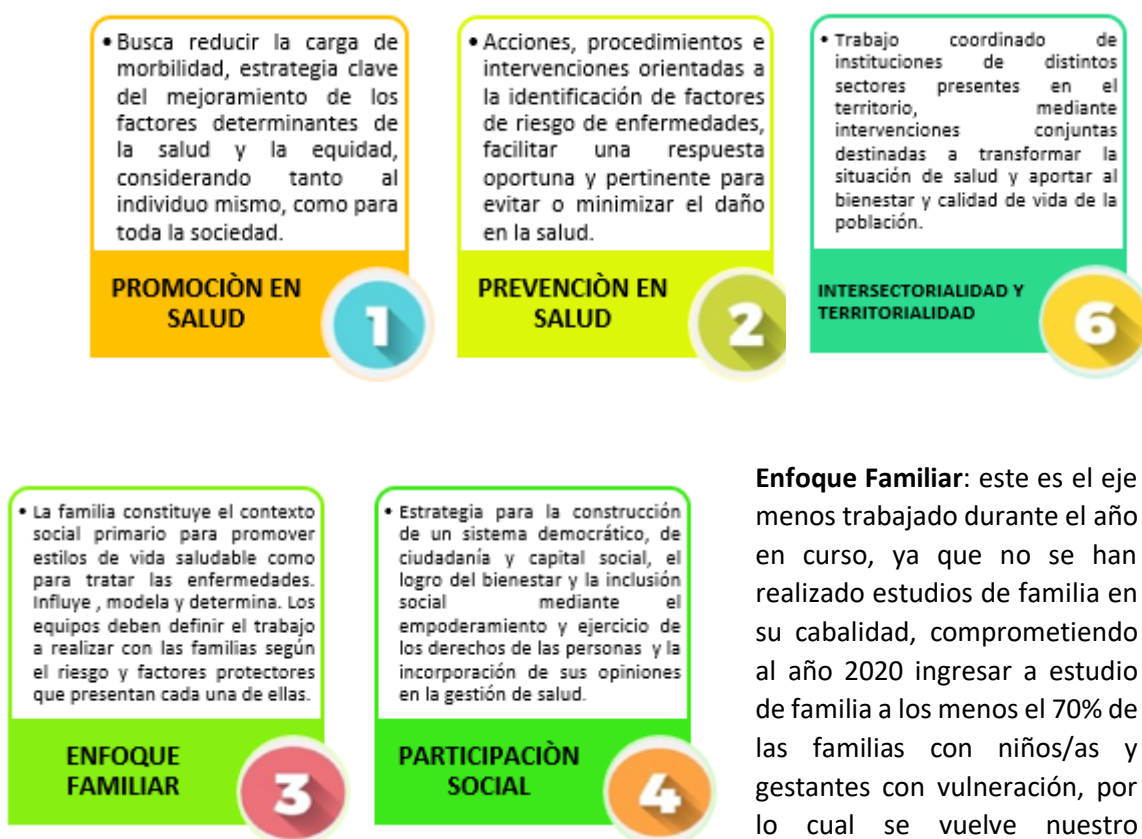 • Busca reducir la carga de
morbilidad, estrategia clave
del mejoramiento de los
factores determinantes de
la salud y la equidad,
considerando tanto al
individuo mismo, como para
toda la sociedad.
PROMOCIÒN EN
SALUD
1
• Acciones, procedimientos e
intervenciones orientadas a
la identificación de factores
de riesgo de enfermedades,
facilitar una respuesta
oportuna y pertinente para
evitar o minimizar el daño
en la salud.
PREVENCIÒN EN
SALUD
2
• Trabajo coordinado de
instituciones de distintos
sectores presentes en el
territorio, mediante
intervenciones conjuntas
destinadas a transformar la
situación de salud y aportar al
bienestar y calidad de vida de la
población.
INTERSECTORIALIDAD Y
TERRITORIALIDAD
6
• La familia constituye el contexto
social primario para promover
estilos de vida saludable como
para tratar las enfermedades.
Influye , modela y determina. Los
equipos deben definir el trabajo
a realizar con las familias según
el riesgo y factores protectores
que presentan cada una de ellas.
ENFOQUE
FAMILIAR
3
• Estrategia para la construcción
de un sistema democrático, de
ciudadanía y capital social, el
logro del bienestar y la inclusión
social mediante el
empoderamiento y ejercicio de
los derechos de las personas y la
incorporación de sus opiniones
en la gestión de salud.
PARTICIPACIÒN
SOCIAL
4
Enfoque Familiar: este es el eje
menos trabajado durante el año
en curso, ya que no se han
realizado estudios de familia en
su cabalidad, comprometiendo
al año 2020 ingresar a estudio
de familia a los menos el 70% de
las familias con niños/as y
gestantes con vulneración, por
lo cual se vuelve nuestro